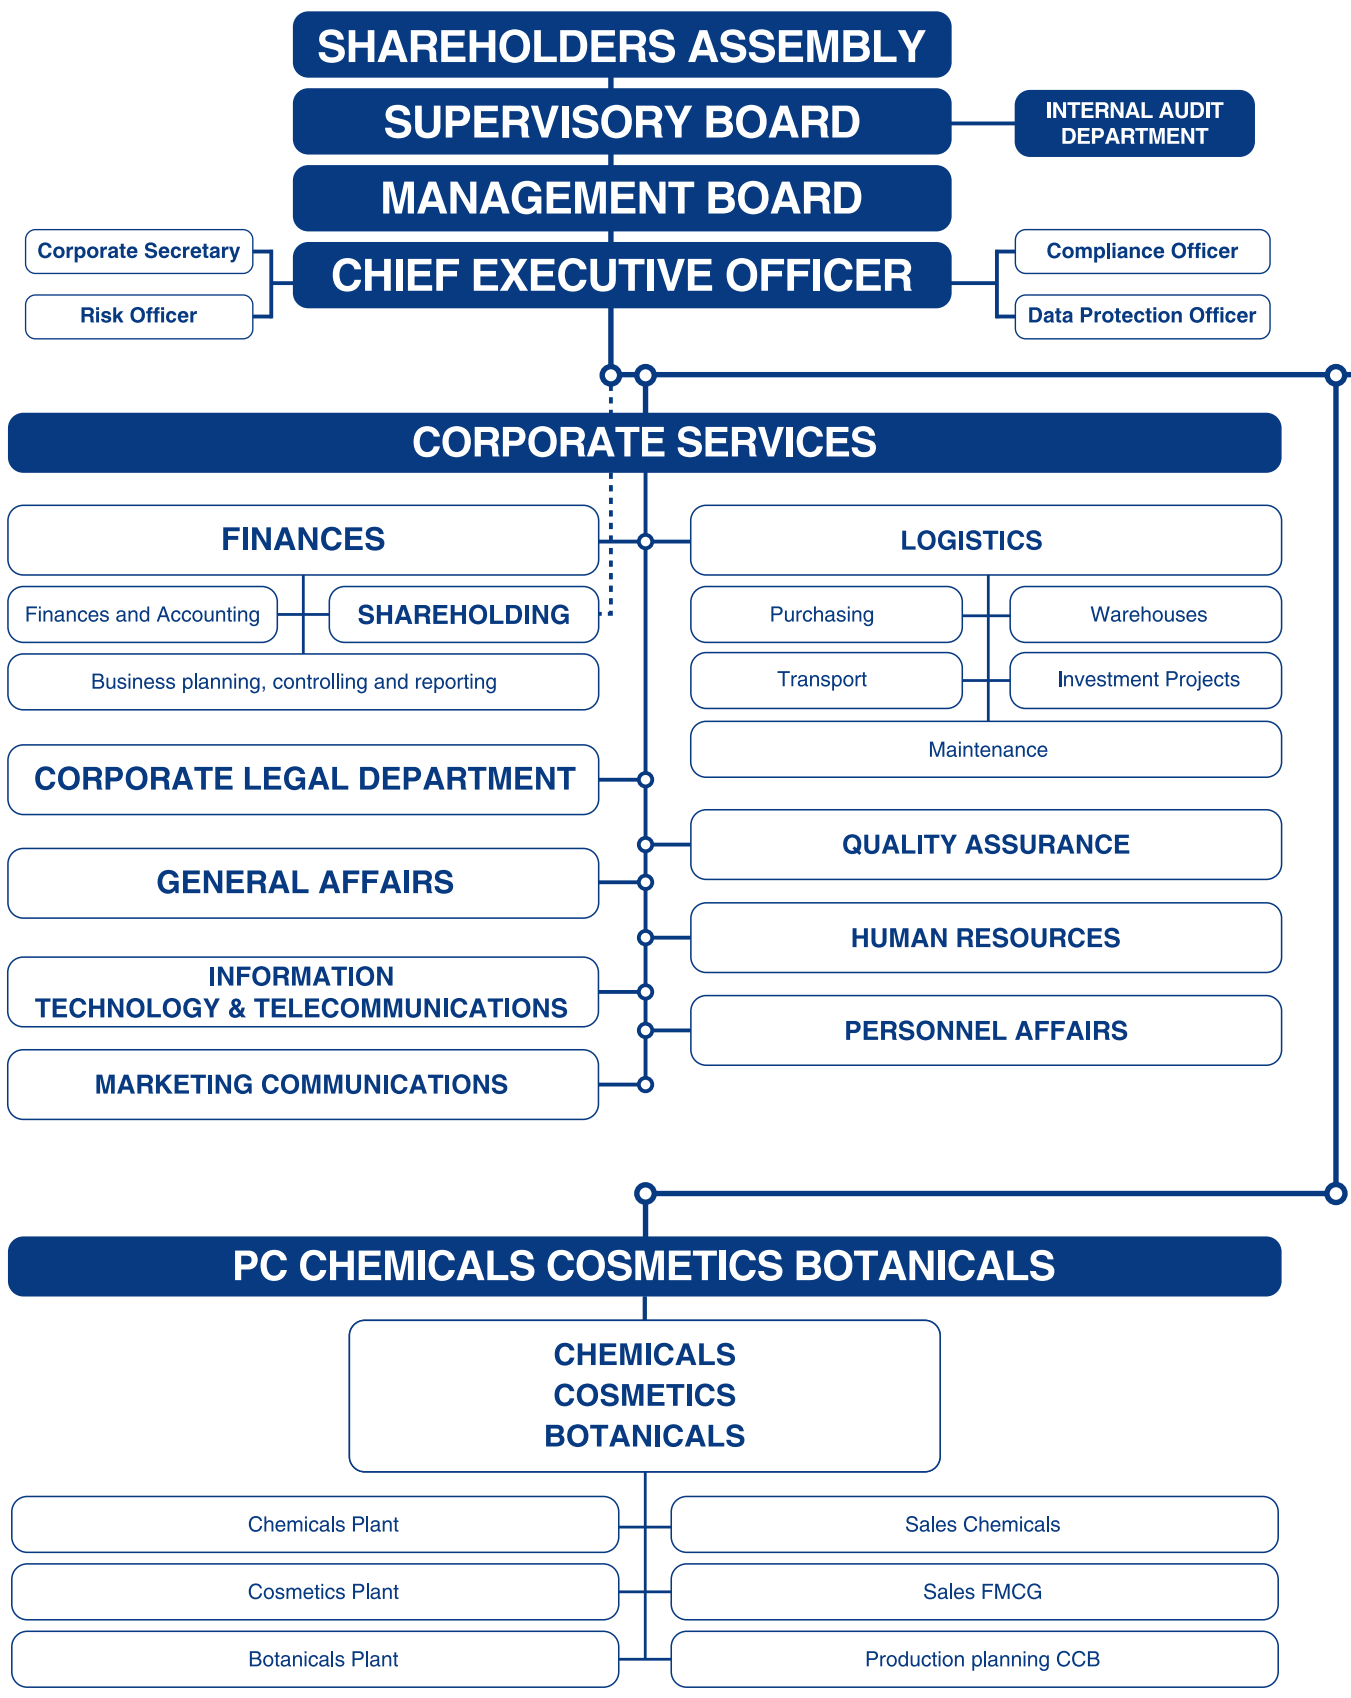 SHAREHOLDERS ASSEMBLY
SUPERVISORY BOARD
INTERNAL AUDIT
DEPARTMENT
MANAGEMENT BOARD
CHIEF EXECUTIVE OFFICER
Corporate Secretary
Risk Officer
Compliance Officer
Data Protection Officer
CORPORATE SERVICES
FINANCES
Finances and Accounting
SHAREHOLDING
Business planning, controlling and reporting
CORPORATE LEGAL DEPARTMENT
GENERAL AFFAIRS
INFORMATION
TECHNOLOGY & TELECOMMUNICATIONS
MARKETING COMMUNICATIONS
LOGISTICS
Purchasing
Warehouses
Transport
Investment Projects
Maintenance
QUALITY ASSURANCE
HUMAN RESOURCES
PERSONNEL AFFAIRS
PC CHEMICALS COSMETICS BOTANICALS
CHEMICALS
COSMETICS
BOTANICALS
Chemicals Plant
Sales Chemicals
Cosmetics Plant
Sales FMCG
Botanicals Plant
Production planning CCB